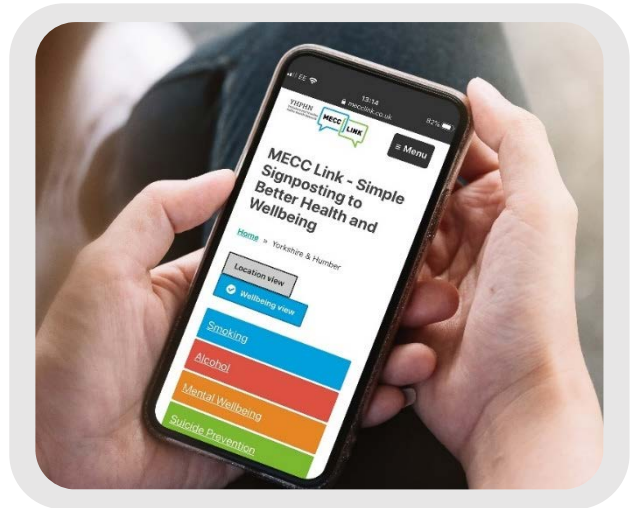 EE
13:14
82%
mecclink.co.uk
YHPHN
MECC LINK
≡ Menu
MECC Link - Simple
Signposting to
Better Health and
Wellbeing
Home » Yorkshire & Humber
Location view
Wellbeing view
Smoking
Alcohol
Mental Wellbeing
Suicide Prevention